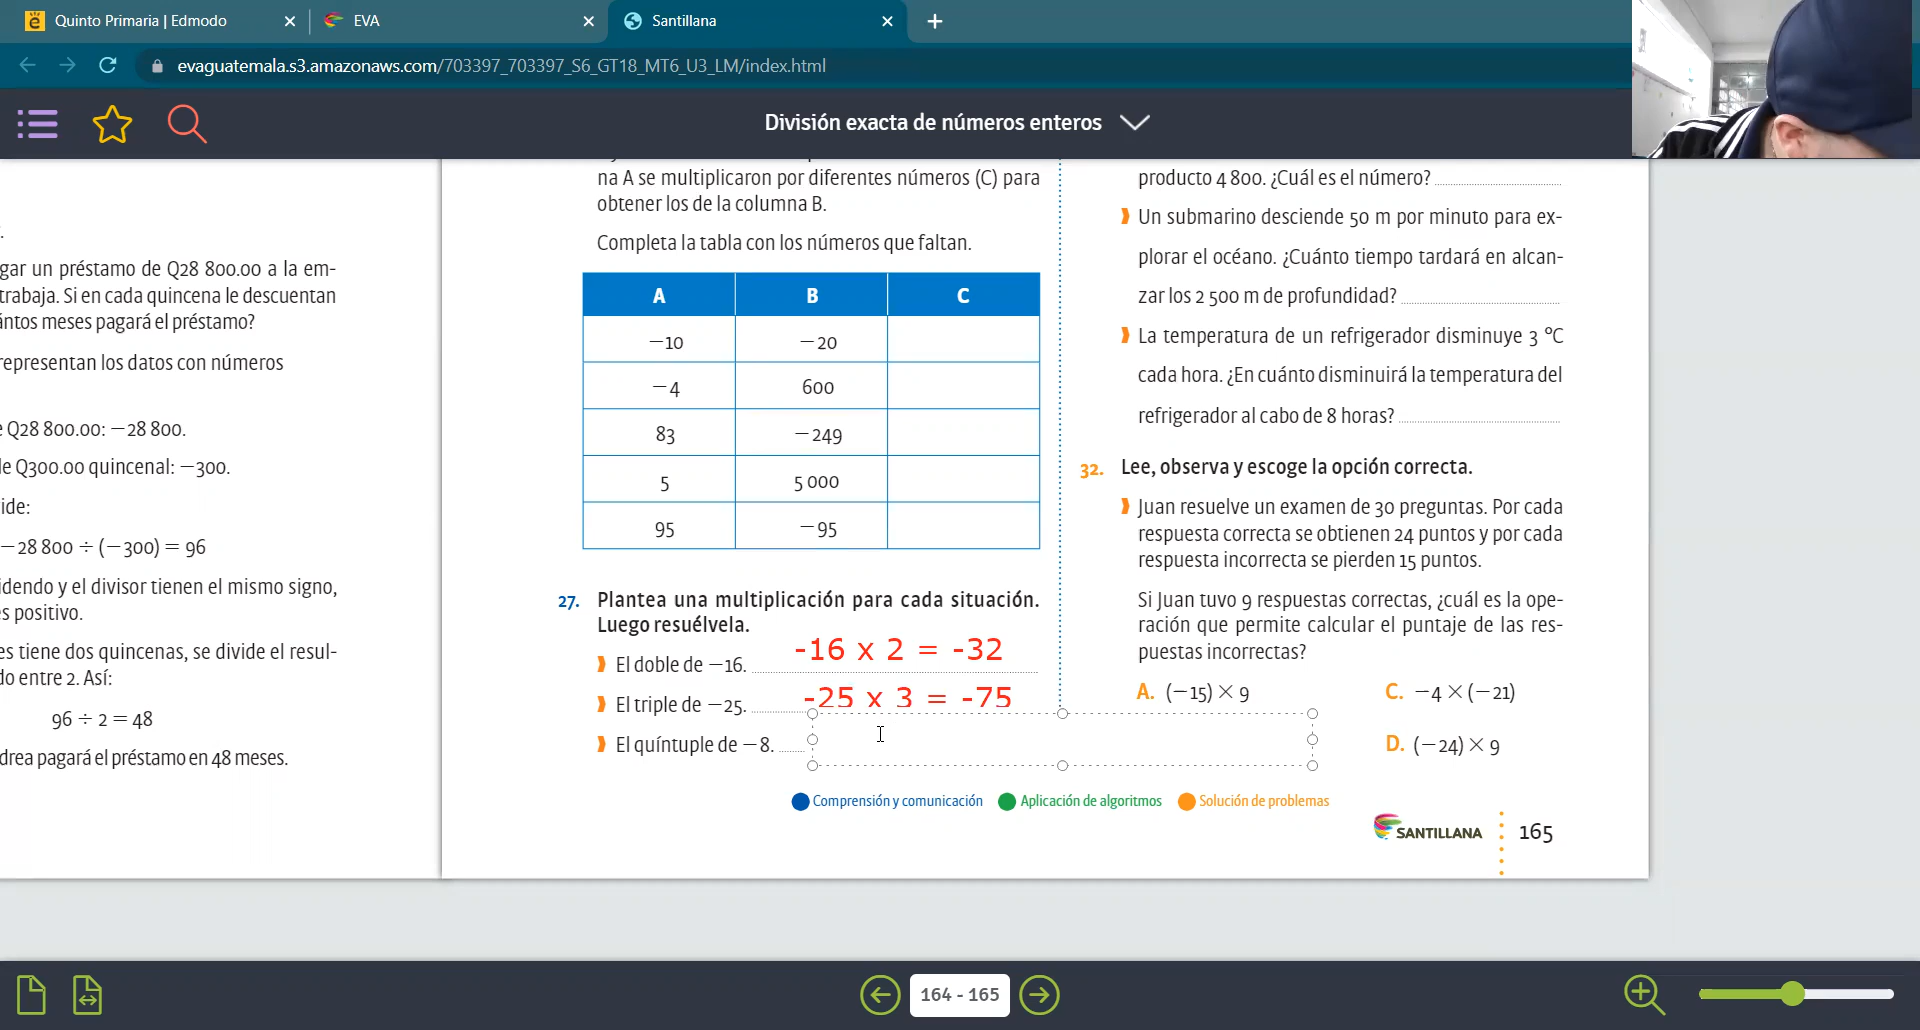 Quinto Primaria | Edmodo
EVA
Santillana
evaguatemala.s3.amazonaws.com/703397_703397_S6_GT18_MT6_U3_LM/index.html
División exacta de números enteros
gar un préstamo de Q28 800.00 a la em-
trabaja. Si en cada quincena le descuentan
ántos meses pagará el préstamo?
representan los datos con números
e Q28 800.00: −28 800.
le Q300.00 quincenal: −300.
ide:
−28 800 ÷ (−300) = 96
idendo y el divisor tienen el mismo signo,
es positivo.
es tiene dos quincenas, se divide el resul-
do entre 2. Así:
96 ÷ 2 = 48
drea pagará el préstamo en 48 meses.
na A se multiplicaron por diferentes números (C) para
obtener los de la columna B.
Completa la tabla con los números que faltan.
A B C
−10 −20
−4 600
83 −249
5 5 000
95 −95
27. Plantea una multiplicación para cada situación.
Luego resuélvela.
El doble de −16. -16 x 2 = -32
El triple de −25. -25 x 3 = -75
El quíntuple de −8.
producto 4 800. ¿Cuál es el número?
Un submarino desciende 50 m por minuto para ex-
plorar el océano. ¿Cuánto tiempo tardará en alcan-
zar los 2 500 m de profundidad?
La temperatura de un refrigerador disminuye 3 °C
cada hora. ¿En cuánto disminuirá la temperatura del
refrigerador al cabo de 8 horas?
32. Lee, observa y escoge la opción correcta.
Juan resuelve un examen de 30 preguntas. Por cada
respuesta correcta se obtienen 24 puntos y por cada
respuesta incorrecta se pierden 15 puntos.
Si Juan tuvo 9 respuestas correctas, ¿cuál es la ope-
ración que permite calcular el puntaje de las res-
puestas incorrectas?
A. (−15) × 9 C. −4 × (−21)
D. (−24) × 9
Comprensión y comunicación Aplicación de algoritmos Solución de problemas
SANTILLANA 165
164 - 165